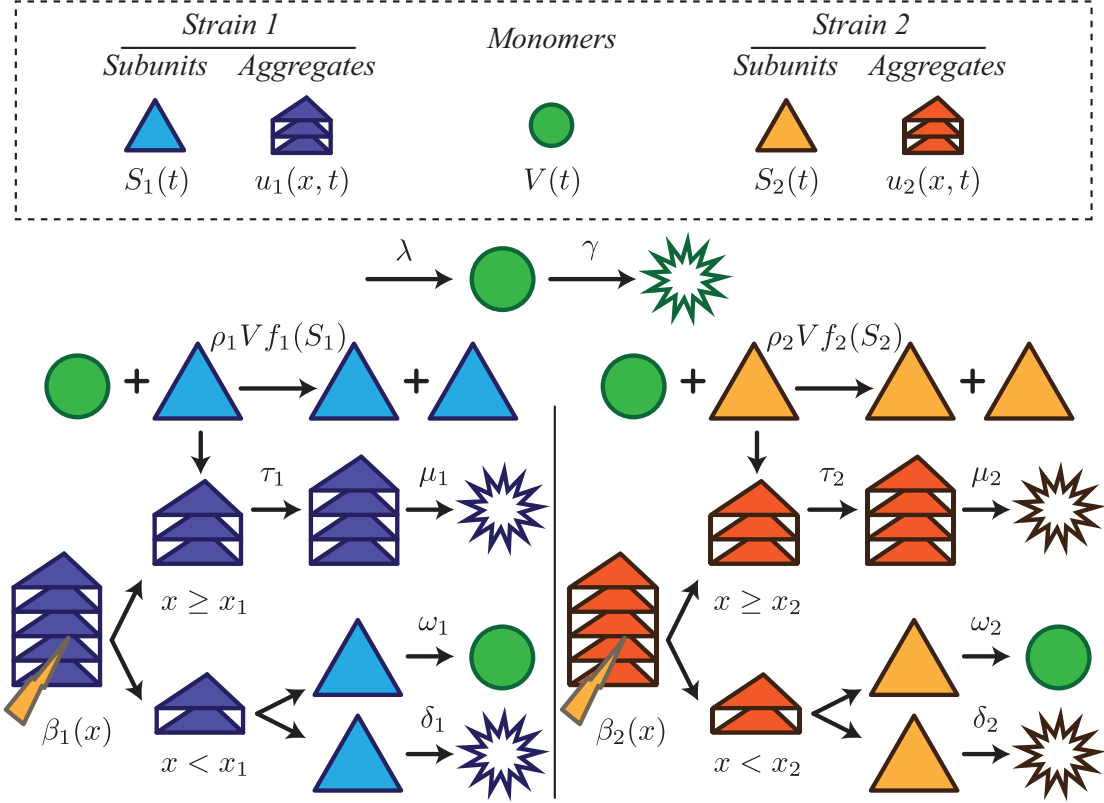 Strain 1 Monomers Strain 2
Subunits Aggregates Subunits Aggregates
S₁(t) u₁(x, t) V(t) S₂(t) u₂(x, t)
λ γ
ρ₁V f₁(S₁) ρ₂V f₂(S₂)
+ + + +
τ₁ μ₁ τ₂ μ₂
x ≥ x₁ x ≥ x₂
ω₁ ω₂
β₁(x) δ₁ β₂(x) δ₂
x < x₁ x < x₂